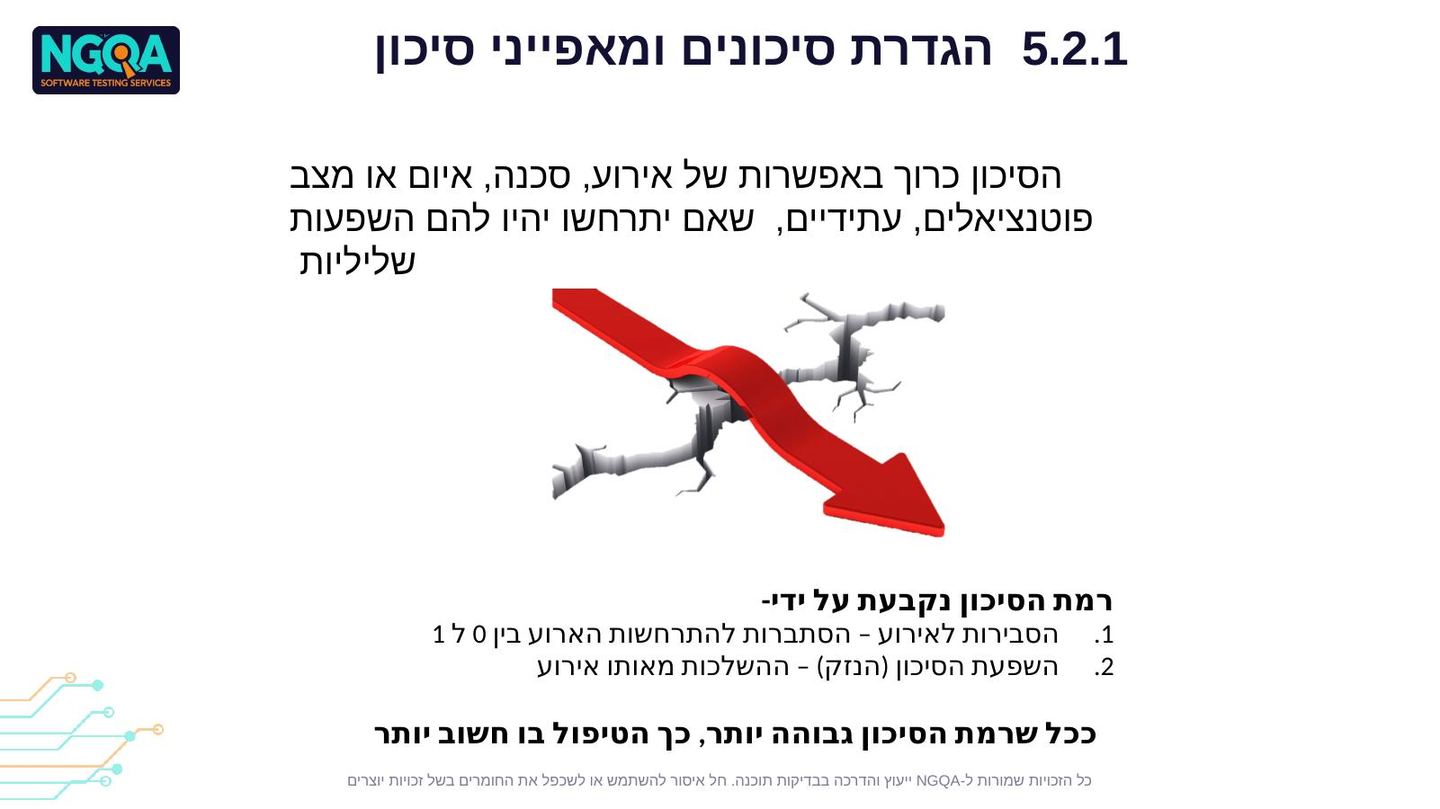 NGQA
SOFTWARE TESTING SERVICES
5.2.1 הגדרת סיכונים ומאפייני סיכון
הסיכון כרוך באפשרות של אירוע, סכנה, איום או מצב
פוטנציאלים, עתידיים, שאם יתרחשו יהיו להם השפעות
שליליות
רמת הסיכון נקבעת על ידי-
1. הסבירות לאירוע – הסתברות להתרחשות הארוע בין 0 ל 1
2. השפעת הסיכון (הנזק) – ההשלכות מאותו אירוע
ככל שרמת הסיכון גבוהה יותר, כך הטיפול בו חשוב יותר
כל הזכויות שמורות ל-NGQA ייעוץ והדרכה בבדיקות תוכנה. חל איסור להשתמש או לשכפל את החומרים בשל זכויות יוצרים